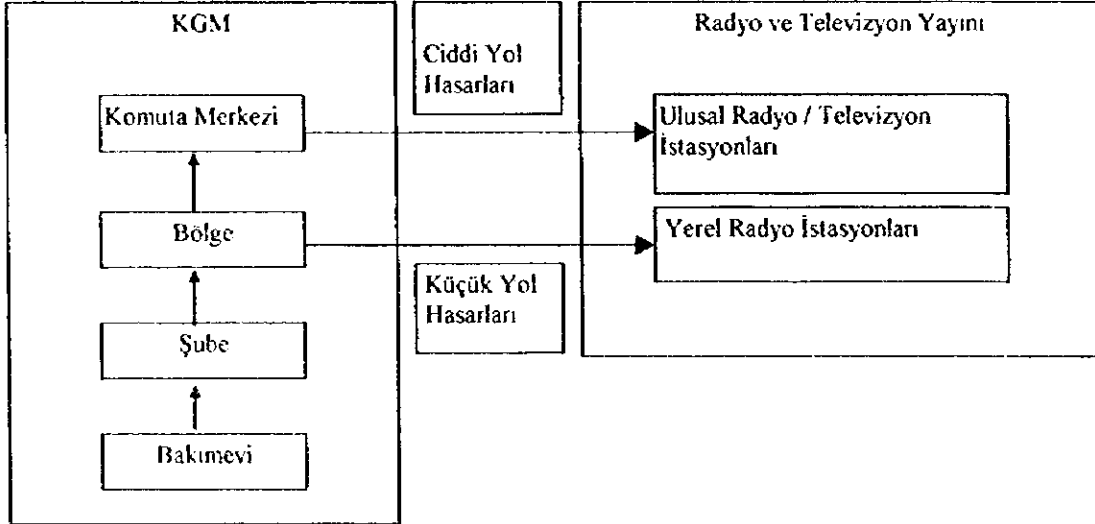 KGM
Komuta Merkezi
Bölge
Şube
Bakımevi
Ciddi Yol
Hasarları
Küçük Yol
Hasarları
Radyo ve Televizyon Yayını
Ulusal Radyo / Televizyon
İstasyonları
Yerel Radyo İstasyonları